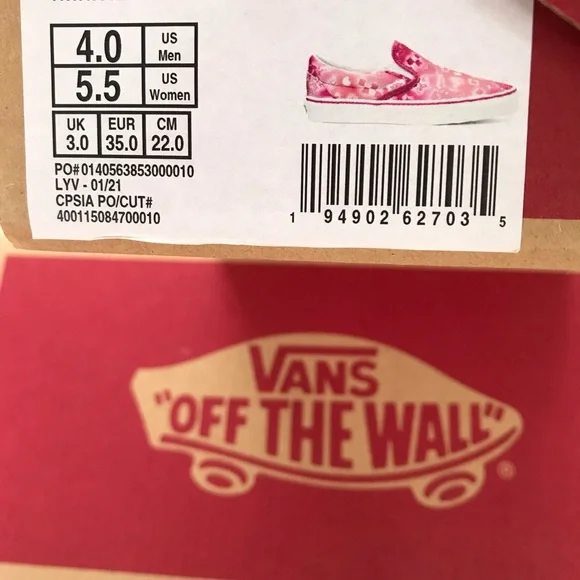 4.0 US Men
5.5 US Women
UK EUR CM
3.0 35.0 22.0
PO# 0140563853000010
LYV - 01/21
CPSIA PO/CUT#
400115084700010
1 94902 62703 5
VANS
"OFF THE WALL"
®